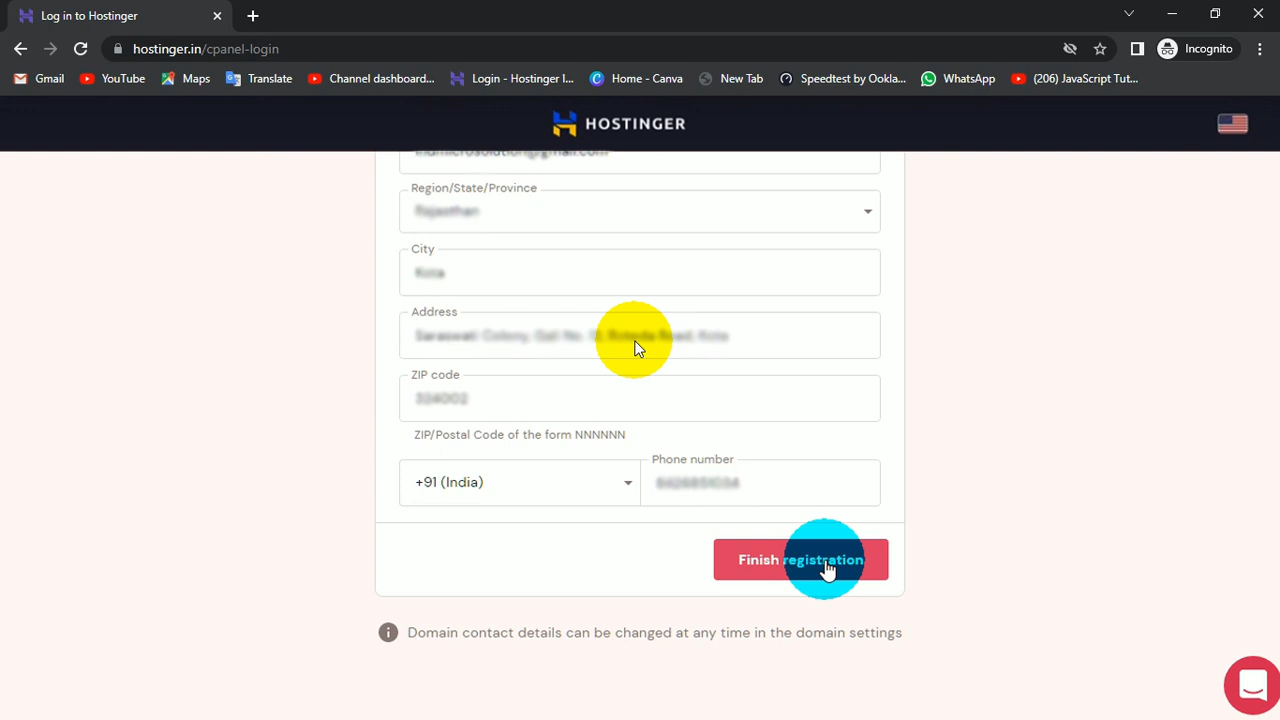 Log in to Hostinger
hostinger.in/cpanel-login
Incognito
Gmail
YouTube
Maps
Translate
Channel dashboard...
Login - Hostinger I...
Home - Canva
New Tab
Speedtest by Ookla...
WhatsApp
(206) JavaScript Tut...
HOSTINGER
Region/State/Province
City
Address
ZIP code
ZIP/Postal Code of the form NNNNNN
+91 (India)
Phone number
Finish registration
Domain contact details can be changed at any time in the domain settings